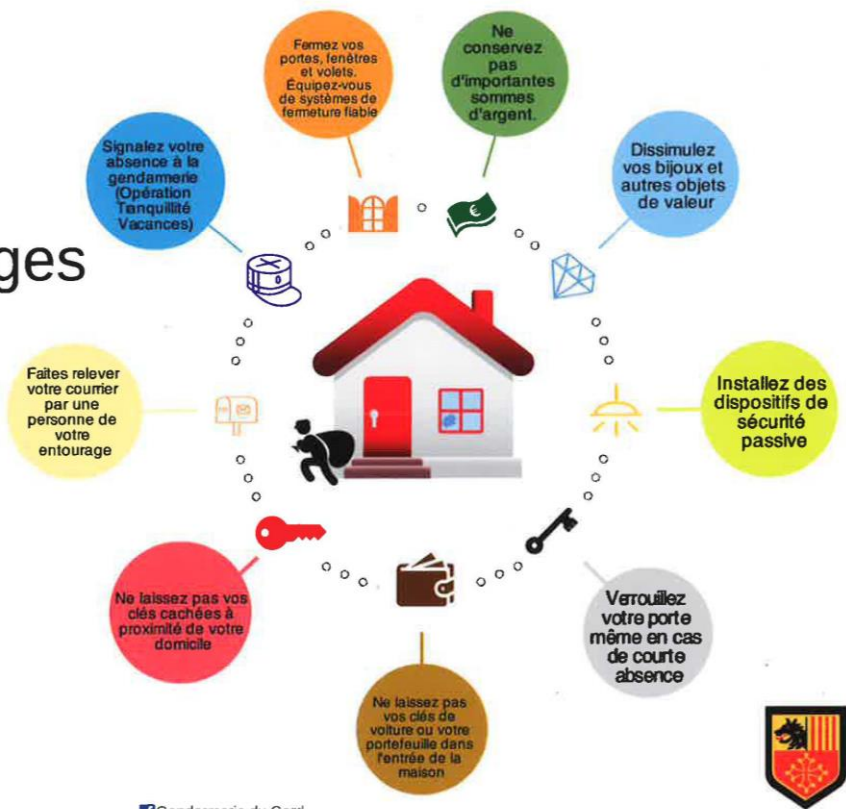 Fermez vos
portes, fenêtres
et volets.
Équipez-vous
de systèmes de
fermeture fiable
Ne
conservez
pas
d'importantes
sommes
d'argent.
Signalez votre
absence à la
gendarmerie
(Opération
Tranquillité
Vacances)
Dissimulez
vos bijoux et
autres objets
de valeur
ges
Faites relever
votre courrier
par une
personne de
votre
entourage
Installez des
dispositifs de
sécurité
passive
Ne laissez pas vos
clés cachées à
proximité de votre
domicile
Verrouillez
votre porte
même en cas
de courte
absence
Ne laissez pas
vos clés de
voiture ou votre
portefeuille dans
l'entrée de la
maison